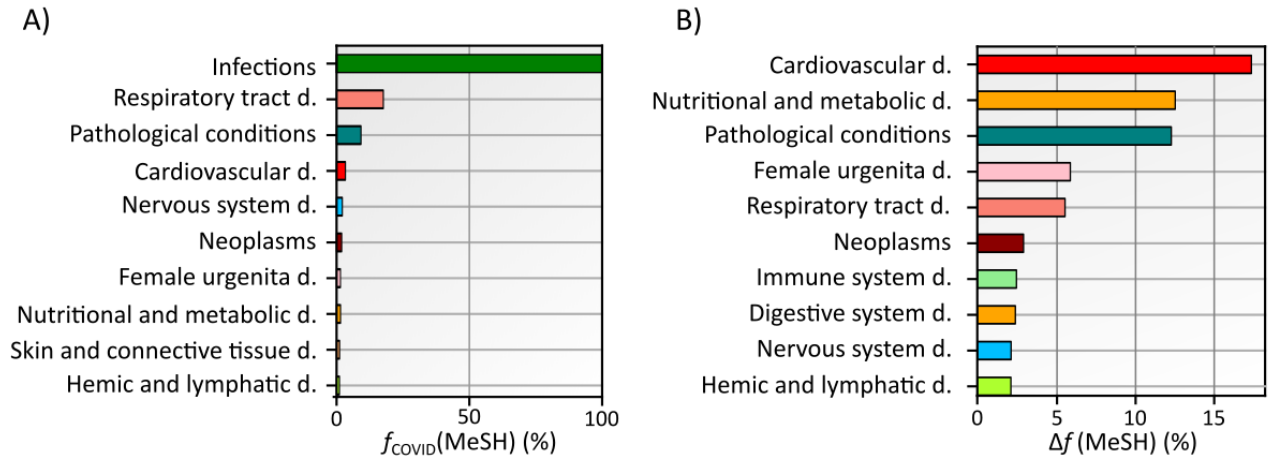 A)
Infections
Respiratory tract d.
Pathological conditions
Cardiovascular d.
Nervous system d.
Neoplasms
Female urgenita d.
Nutritional and metabolic d.
Skin and connective tissue d.
Hemic and lymphatic d.
0 50 100
fCOVID(MeSH) (%)
B)
Cardiovascular d.
Nutritional and metabolic d.
Pathological conditions
Female urgenita d.
Respiratory tract d.
Neoplasms
Immune system d.
Digestive system d.
Nervous system d.
Hemic and lymphatic d.
0 5 10 15
Δf (MeSH) (%)